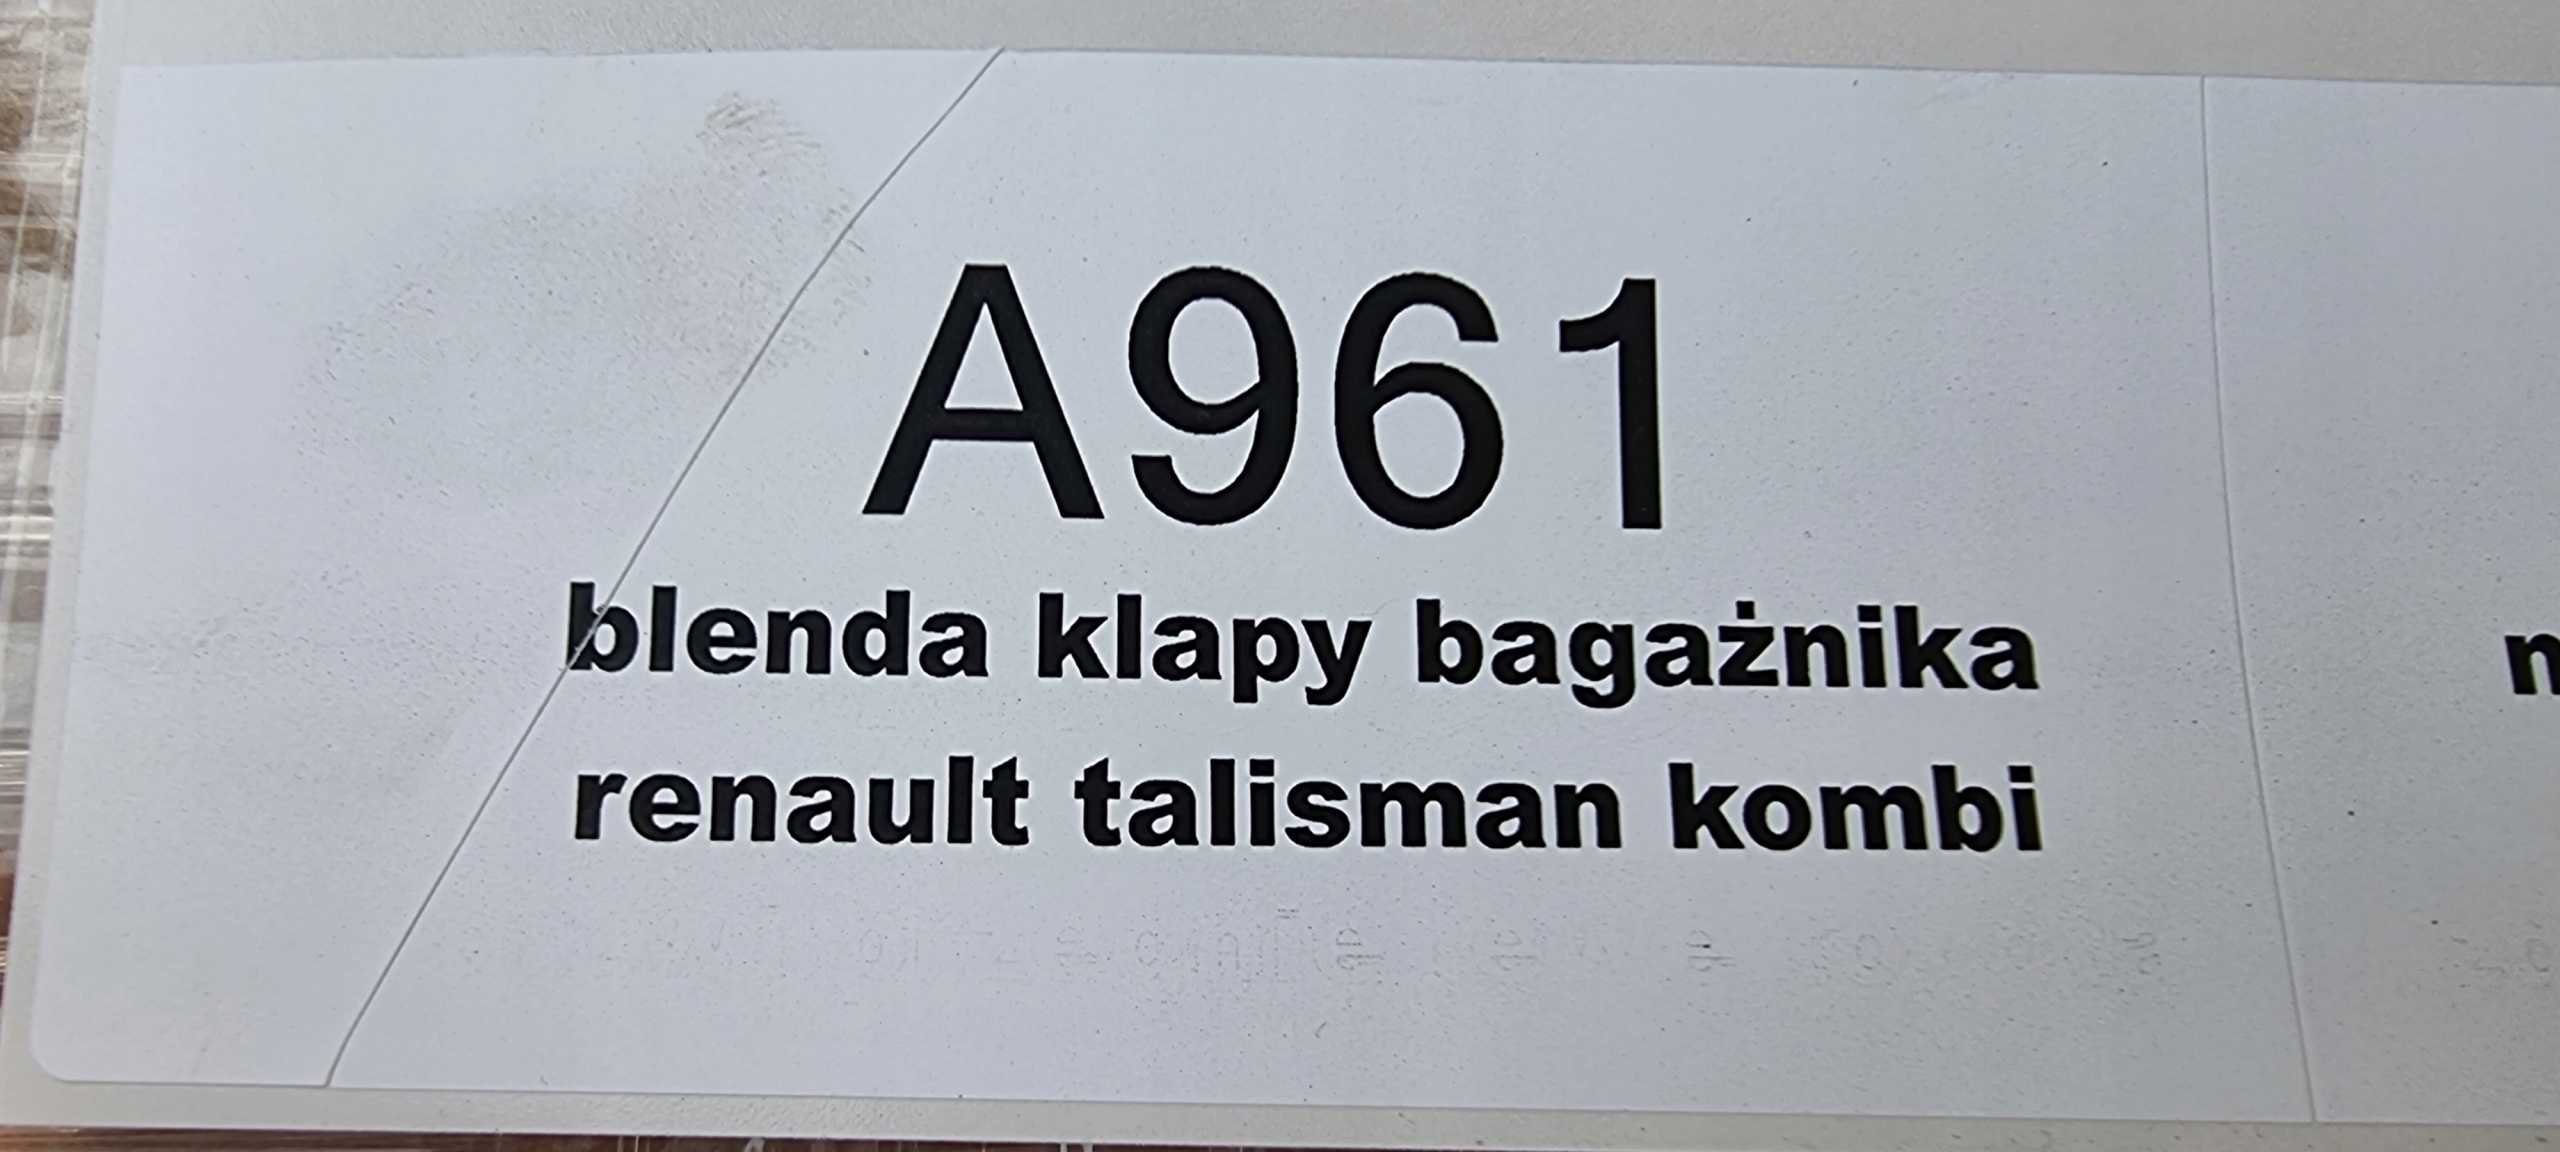 A961
blenda klapy bagażnika
renault talisman kombi